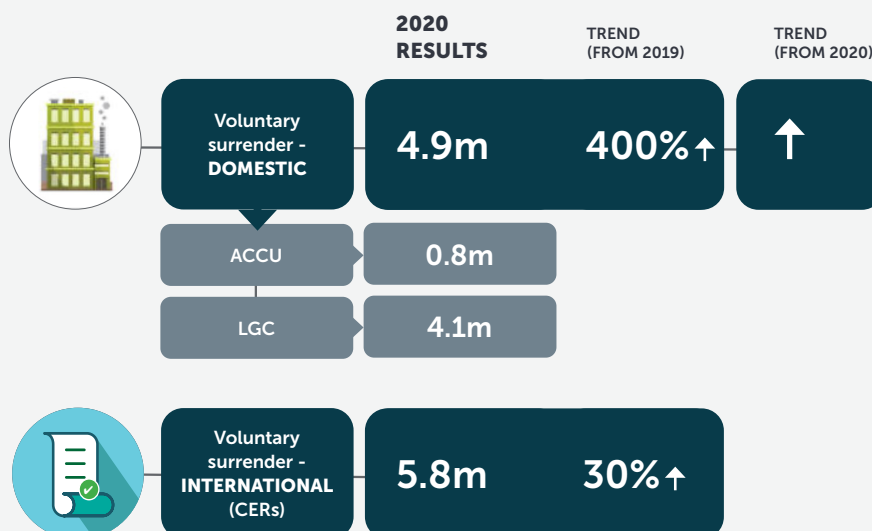 2020
RESULTS
TREND
(FROM 2019)
TREND
(FROM 2020)
Voluntary
surrender -
DOMESTIC
4.9m
400%
ACCU
0.8m
LGC
4.1m
Voluntary
surrender -
INTERNATIONAL
(CERs)
5.8m
30%